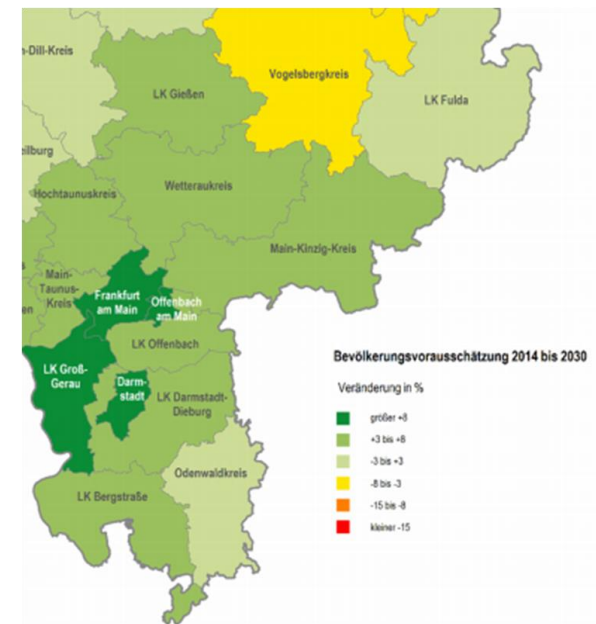 n-Dill-Kreis
Vogelsbergkreis
LK Gießen
LK Fulda
eilburg
Wetteraukreis
Hochtaunuskreis
Main-Kinzig-Kreis
s
Main-
Taunus-
Kreis
en
Frankfurt
am Main
Offenbach
am Main
LK Offenbach
LK Groß-
Gerau
Darm-
stadt
LK Darmstadt-
Dieburg
Odenwaldkreis
LK Bergstraße
Bevölkerungsvorausschätzung 2014 bis 2030
Veränderung in %
größer +8
+3 bis +8
-3 bis +3
-8 bis -3
-15 bis -8
kleiner -15